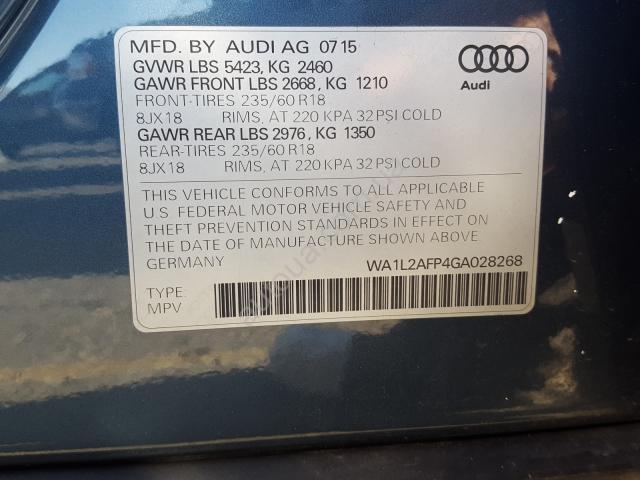 MFD. BY AUDI AG 07 15
GVWR LBS 5423, KG 2460
GAWR FRONT LBS 2668, KG 1210
FRONT-TIRES 235/60 R18
8JX18 RIMS, AT 220 KPA 32 PSI COLD
GAWR REAR LBS 2976, KG 1350
REAR-TIRES 235/60 R18
8JX18 RIMS, AT 220 KPA 32 PSI COLD
Audi
THIS VEHICLE CONFORMS TO ALL APPLICABLE
U.S. FEDERAL MOTOR VEHICLE SAFETY AND
THEFT PREVENTION STANDARDS IN EFFECT ON
THE DATE OF MANUFACTURE SHOWN ABOVE
GERMANY
WA1L2AFP4GA028268
TYPE:
MPV